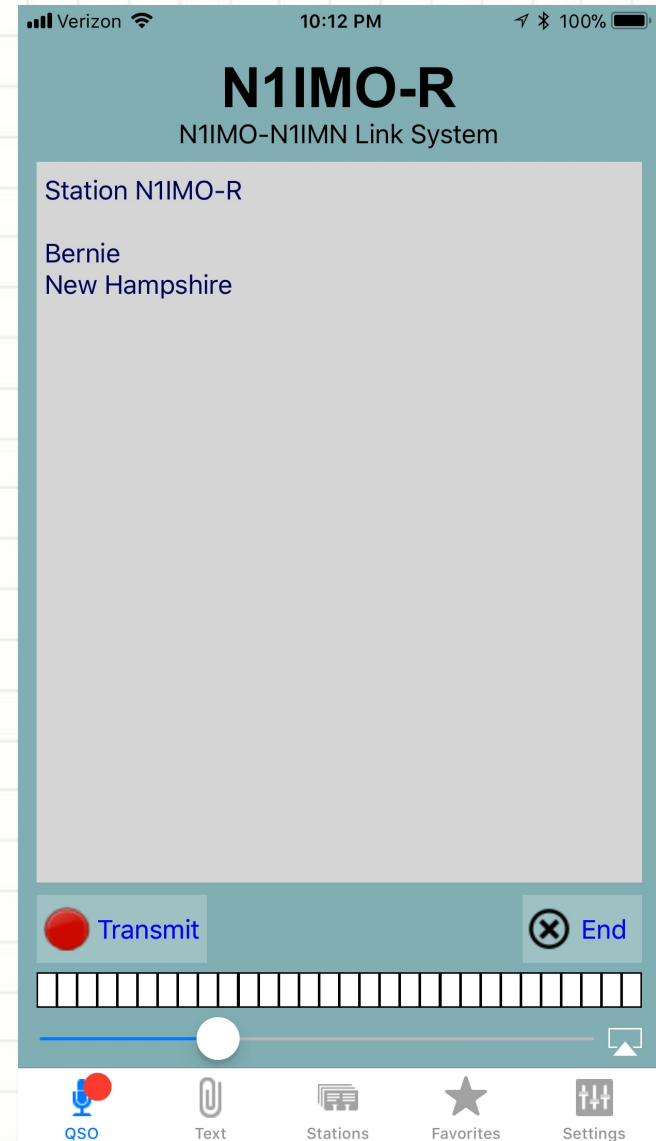 Verizon 10:12 PM 100%
N1IMO-R
N1IMO-N1IMN Link System
Station N1IMO-R
Bernie
New Hampshire
Transmit End
QSO Text Stations Favorites Settings